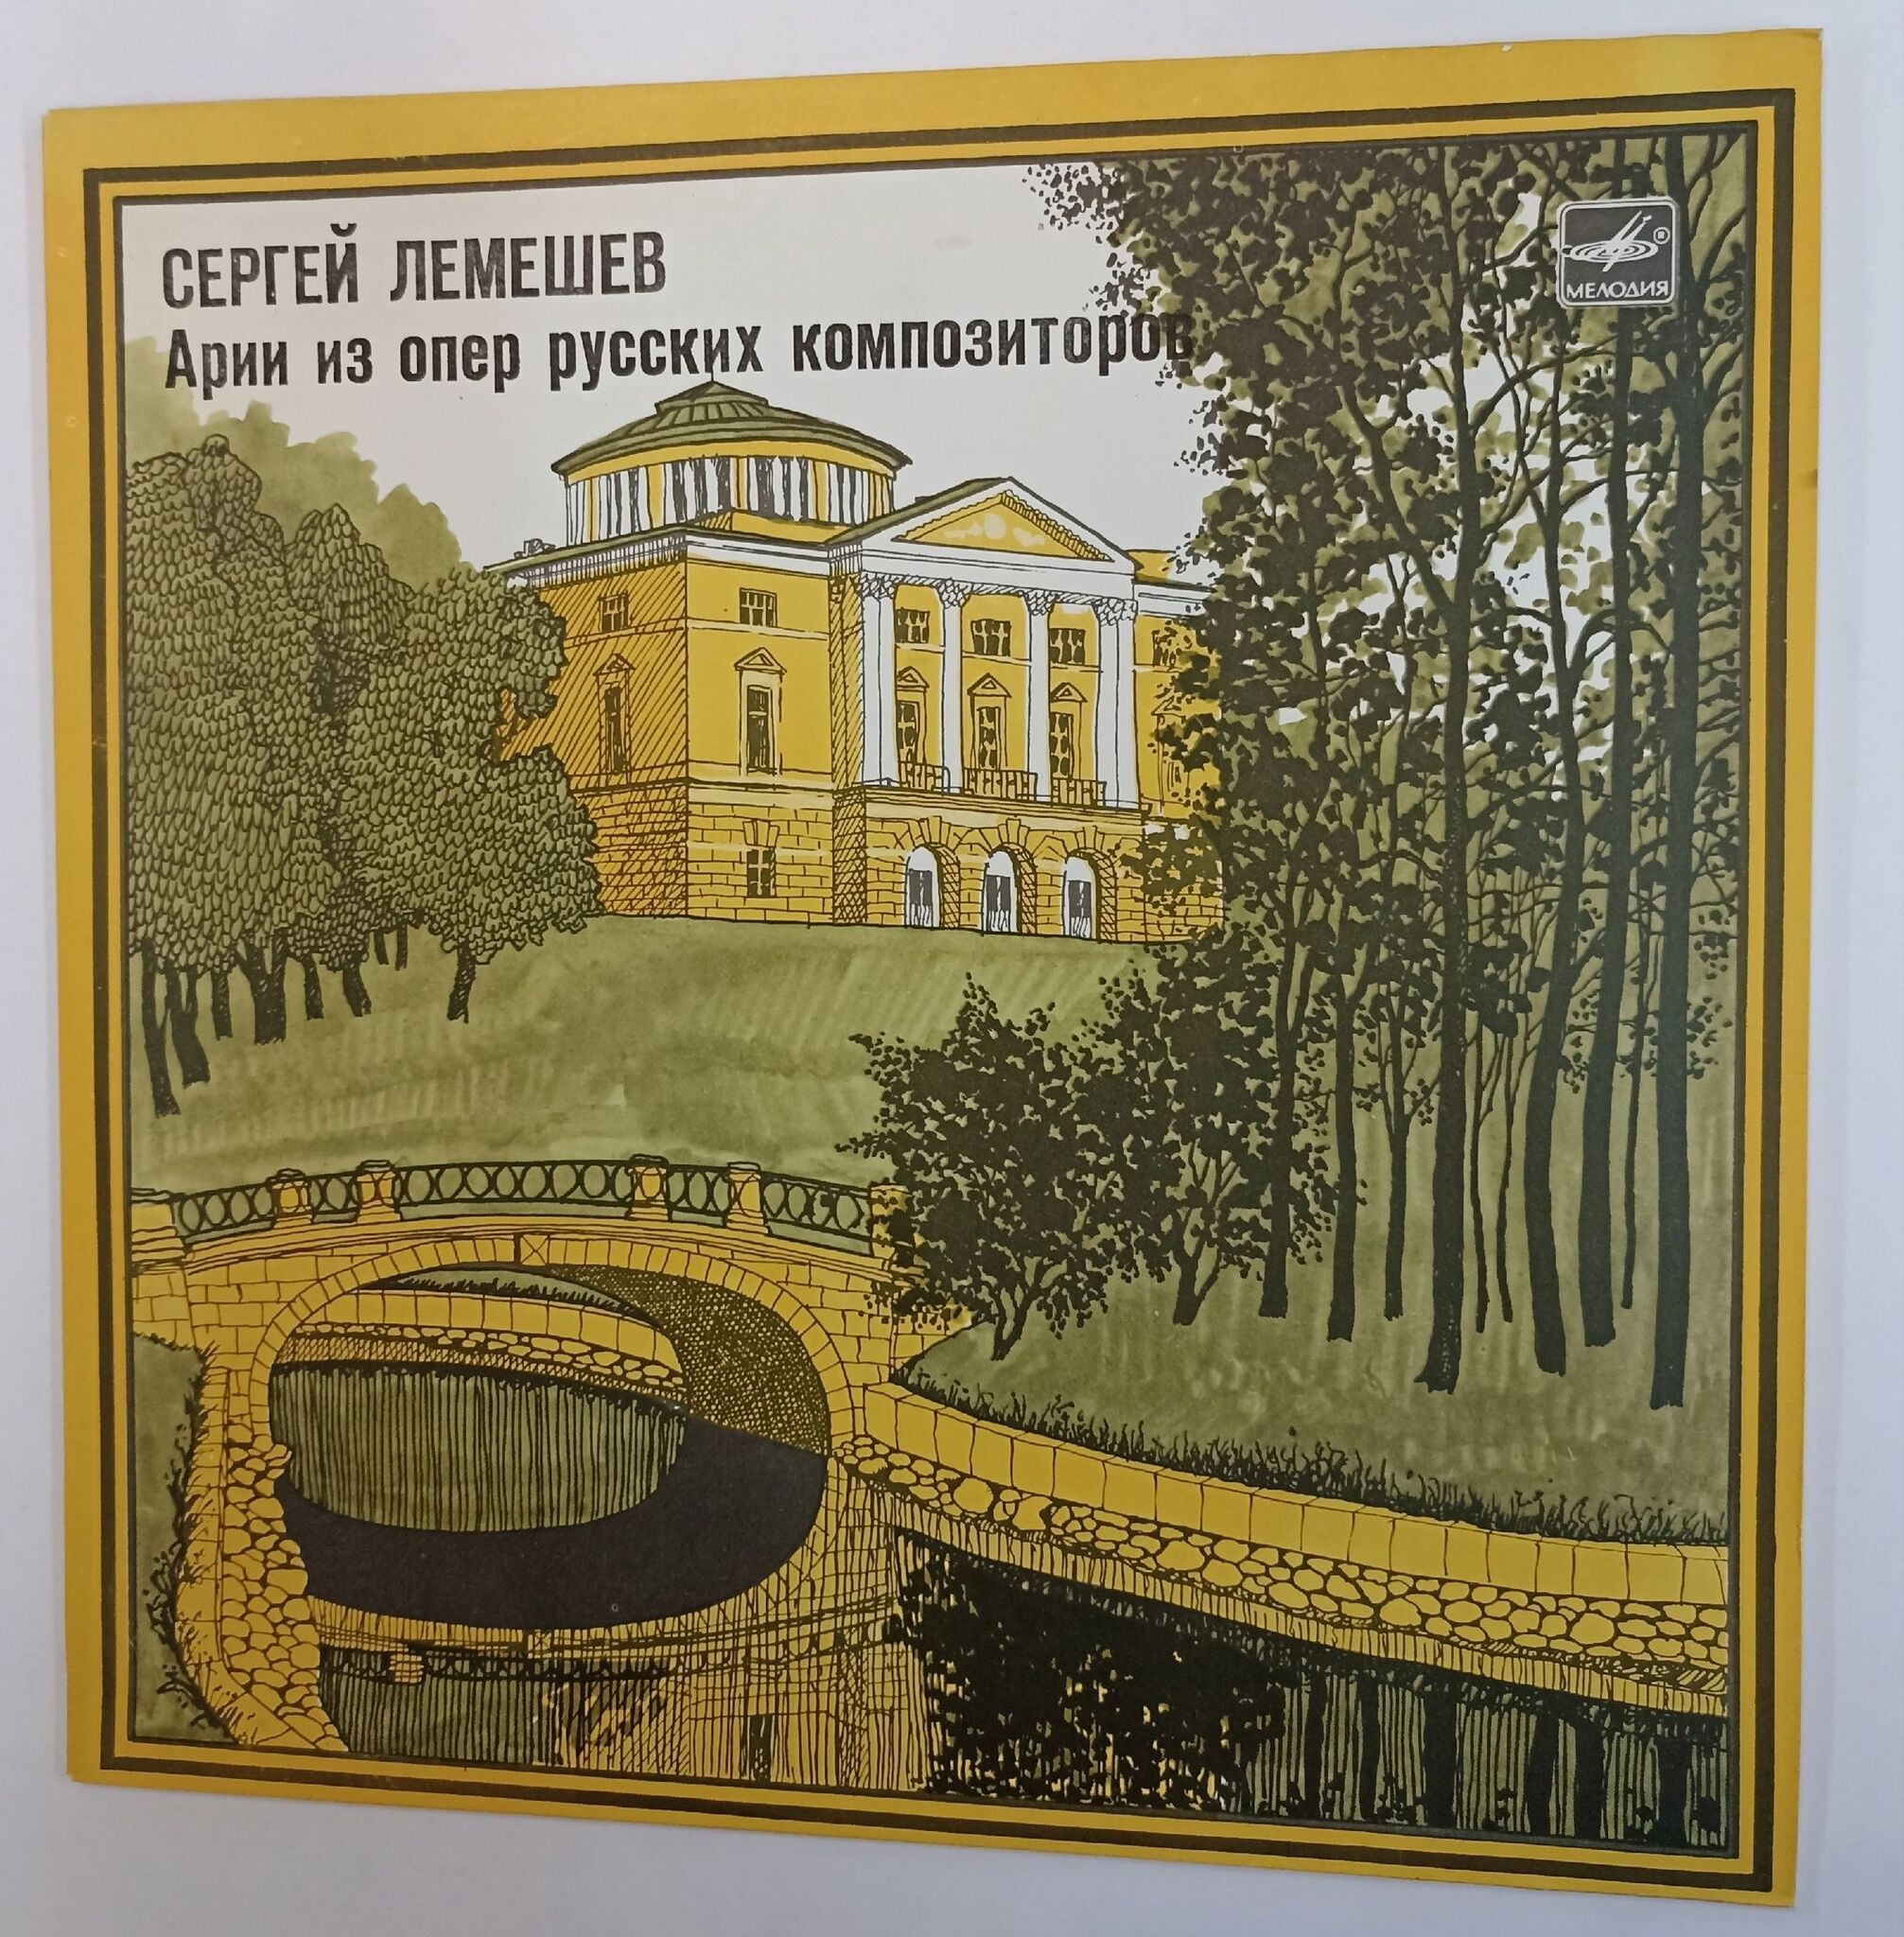 СЕРГЕЙ ЛЕМЕШЕВ
Арии из опер русских композиторов
МЕЛОДИЯ